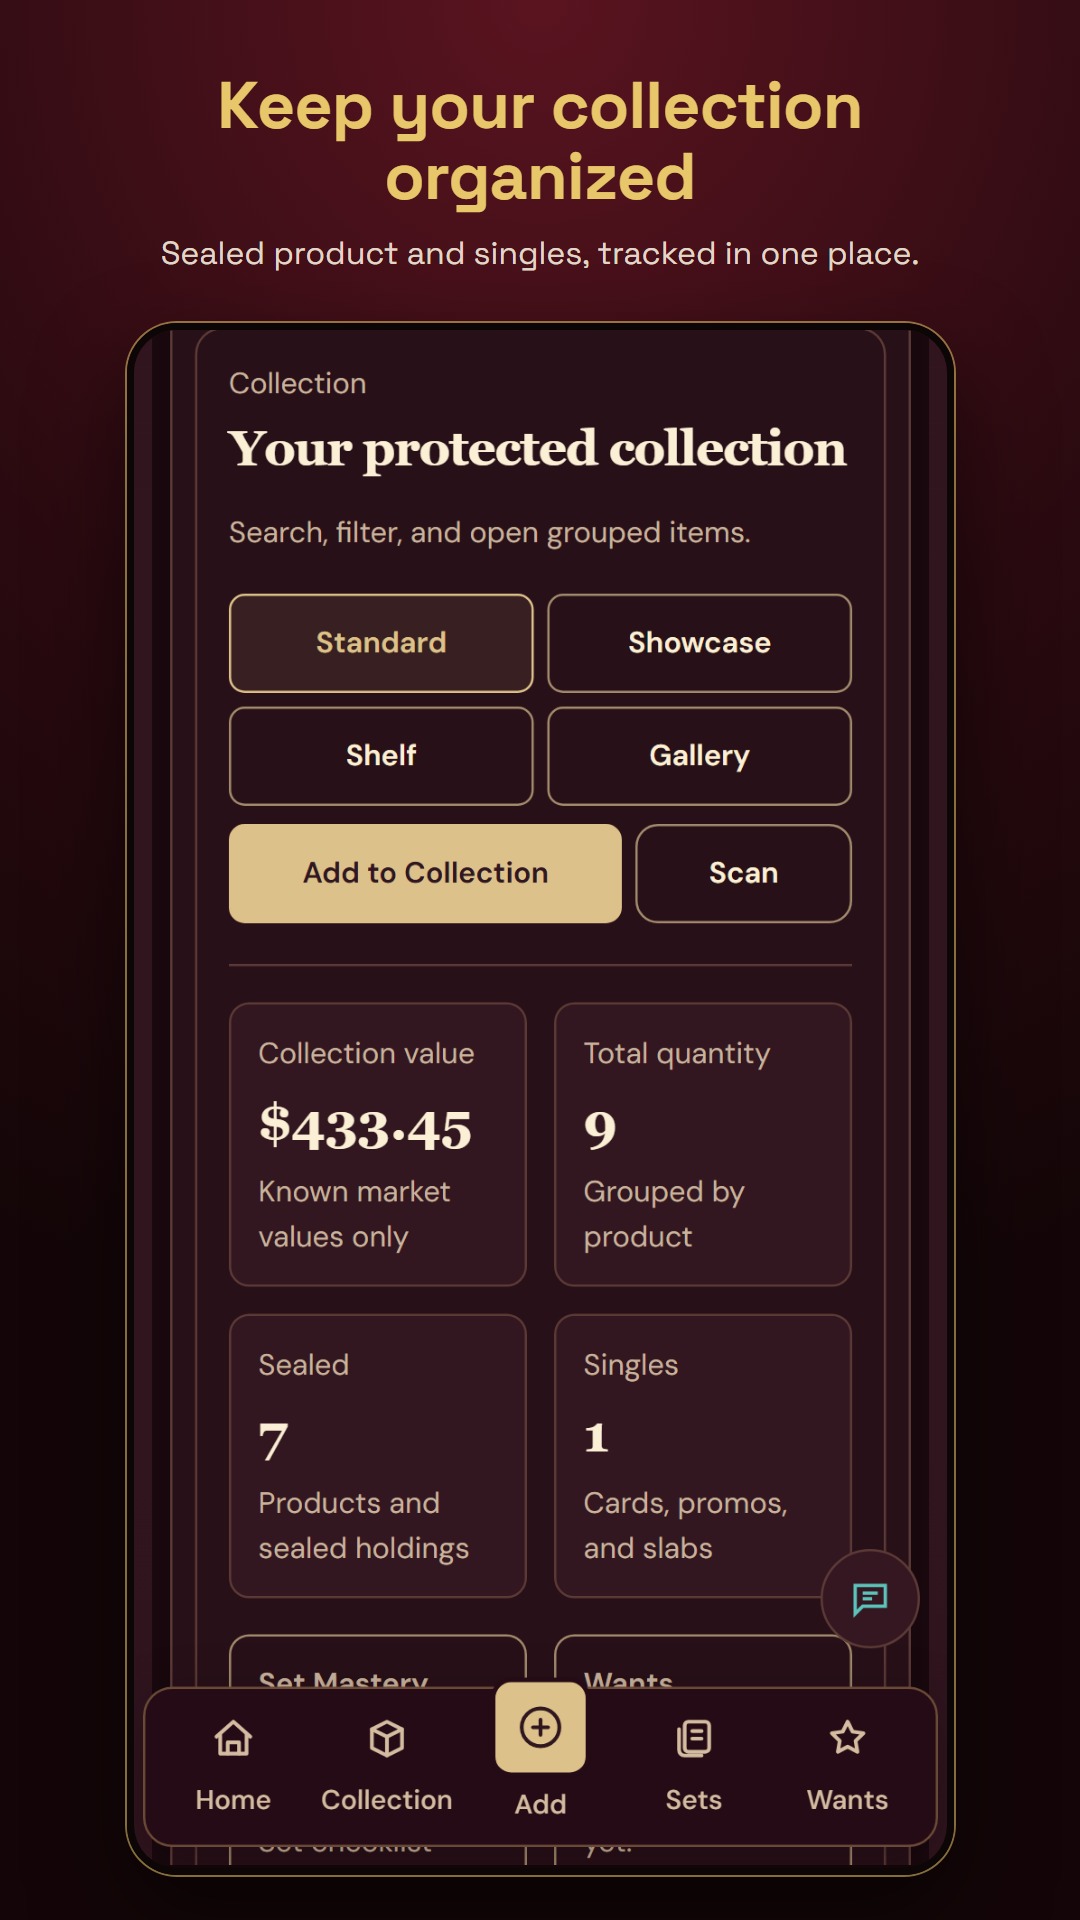 Keep your collection
organized
Sealed product and singles, tracked in one place.
Collection
Your protected collection
Search, filter, and open grouped items.
Standard
Showcase
Shelf
Gallery
Add to Collection
Scan
Collection value
Total quantity
$433.45
9
Known market
values only
Grouped by
product
Sealed
Singles
7
1
Products and
sealed holdings
Cards, promos,
and slabs
Set Mastery
Wants
Home
Collection
Add
Sets
Wants
Set checklist
yet.